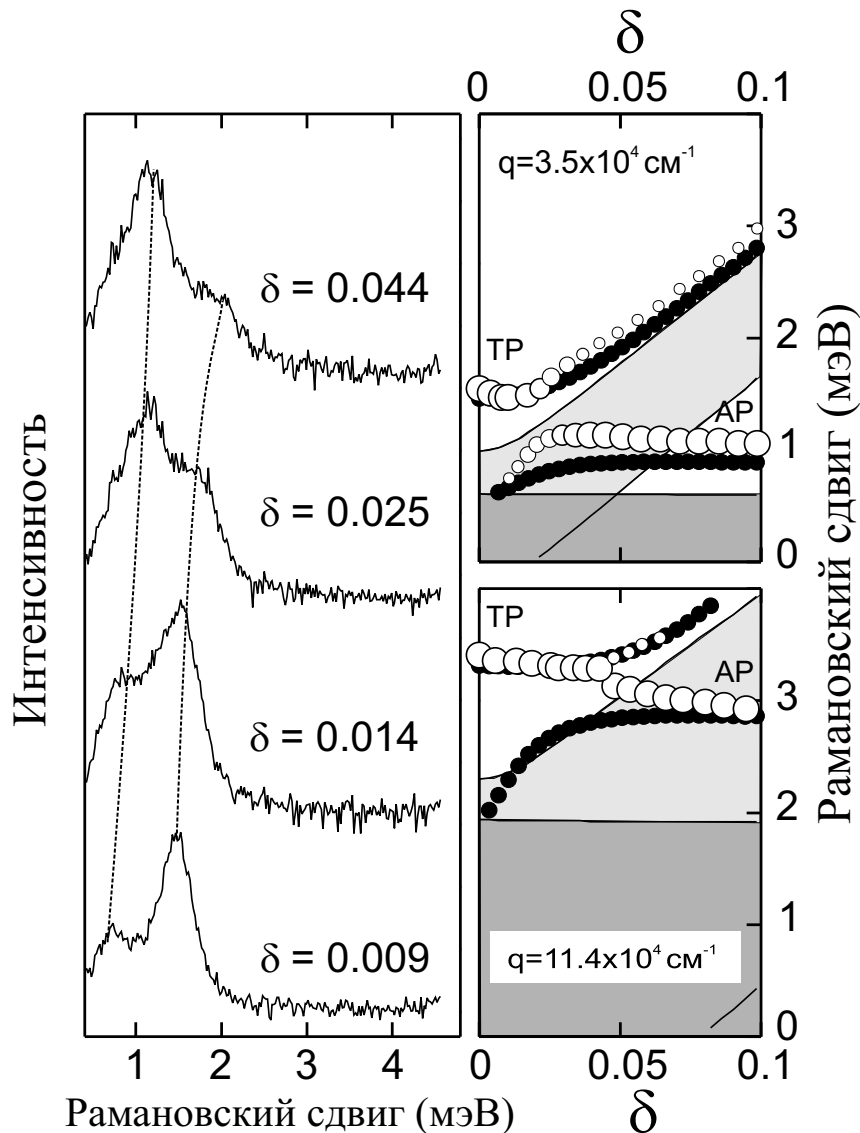 Интенсивность
δ = 0.044
δ = 0.025
δ = 0.014
δ = 0.009
1 2 3 4
Рамановский сдвиг (мэВ)
δ
0 0.05 0.1
q=3.5x10⁴ см⁻¹
TP
AP
3
2
1
0
TP
AP
q=11.4x10⁴ см⁻¹
3
2
1
0
0 0.05 0.1
δ
Рамановский сдвиг (мэВ)